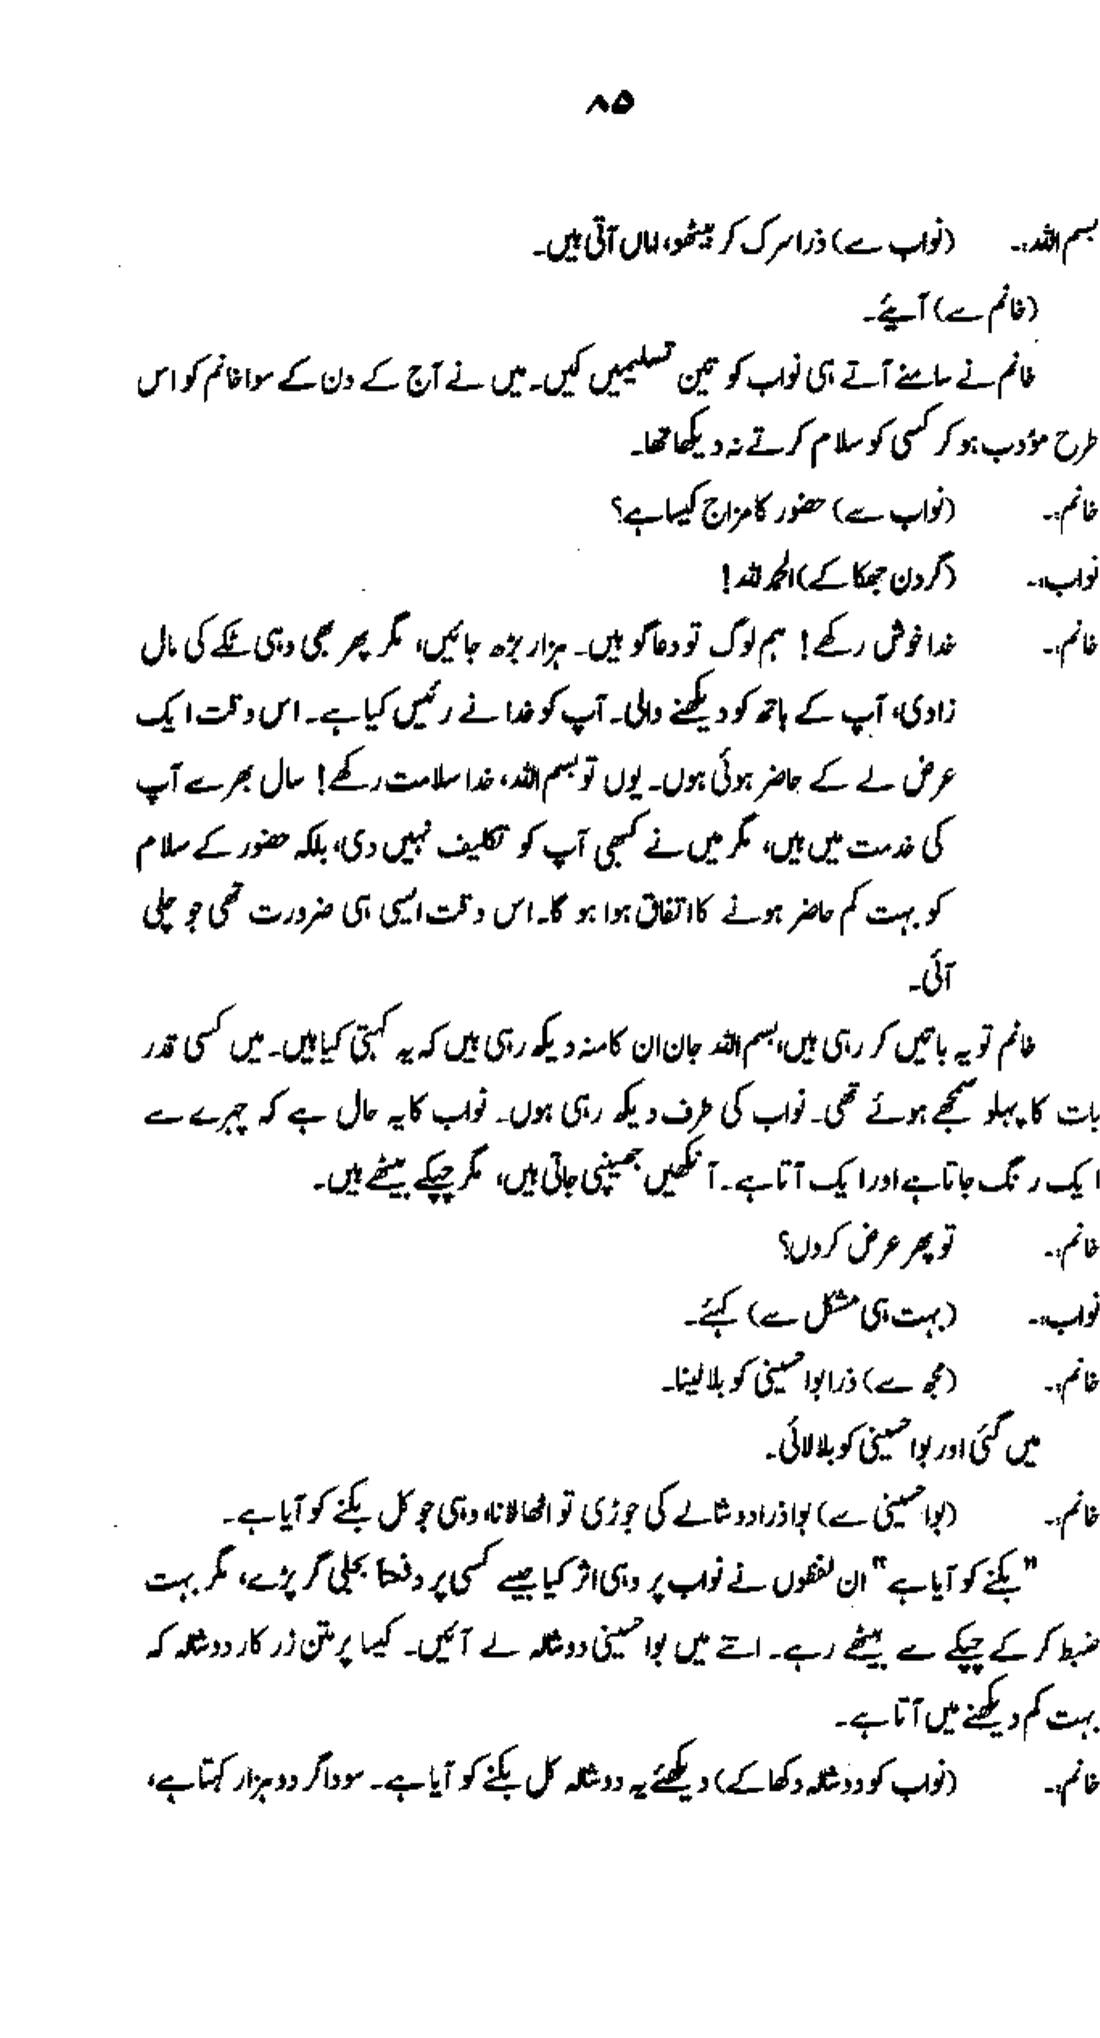 ۸۵
بسم اللہ:۔ (نواب سے) ذرا سرک کر بیٹھو، اماں آتی ہیں۔
(خانم سے) آیئے۔
خانم نے سامنے آتے ہی نواب کو تین تسلیمیں کیں۔ میں نے آج کے دن کے سوا خانم کو اس
طرح مؤدب ہو کر کسی کو سلام کرتے نہ دیکھا تھا۔
خانم:۔ (نواب سے) حضور کا مزاج کیسا ہے؟
نواب:۔ (گردن جھکا کے) الحمد للہ!
خانم:۔ خدا خوش رکھے! ہم لوگ تو دعا گو ہیں۔ ہزار بڑھ جائیں، مگر پھر بھی وہی ٹکے کی مال
زادی، آپ کے ہاتھ کو دیکھنے والی۔ آپ کو خدا نے رئیس کیا ہے۔ اس وقت ایک
عرض لے کے حاضر ہوئی ہوں۔ یوں تو بسم اللہ، خدا سلامت رکھے! سال بھر سے آپ
کی خدمت میں ہیں، مگر میں نے کبھی آپ کو تکلیف نہیں دی، بلکہ حضور کے سلام
کو بہت کم حاضر ہونے کا اتفاق ہوا ہو گا۔ اس وقت ایسی ہی ضرورت تھی جو چلی
آئی۔
خانم تو یہ باتیں کر رہی ہیں، بسم اللہ جان ان کا منہ دیکھ رہی ہیں کہ یہ کہتی کیا ہیں۔ میں کسی قدر
بات کا پہلو سمجھے ہوئے تھی۔ نواب کی طرف دیکھ رہی ہوں۔ نواب کا یہ حال ہے کہ چہرے سے
ایک رنگ جاتا ہے اور ایک آتا ہے۔ آنکھیں جھپنپی جاتی ہیں، مگر چپکے بیٹھے ہیں۔
خانم:۔ تو پھر عرض کروں؟
نواب:۔ (بہت ہی مشکل سے) کہئے۔
خانم:۔ (مجھ سے) ذرا بوا حسینی کو بلا لینا۔
میں گئی اور بوا حسینی کو بلا لائی۔
خانم:۔ (بوا حسینی سے) بوا ذرا دوشالے کی جوڑی تو اٹھا لانا، وہی جو کل بکنے کو آیا ہے۔
"بکنے کو آیا ہے" ان لفظوں نے نواب پر وہی اثر کیا جیسے کسی پر دفعتاً بجلی گر پڑے، مگر بہت
ضبط کر کے چپکے سے بیٹھے رہے۔ اتنے میں بوا حسینی دوشالہ لے آئیں۔ کیسا پر متن زر کار دوشالہ کہ
بہت کم دیکھنے میں آتا ہے۔
خانم:۔ (نواب کو دوشالہ دکھا کے) دیکھئے یہ دوشالہ کل بکنے کو آیا ہے۔ سوداگر دو ہزار کہتا ہے،